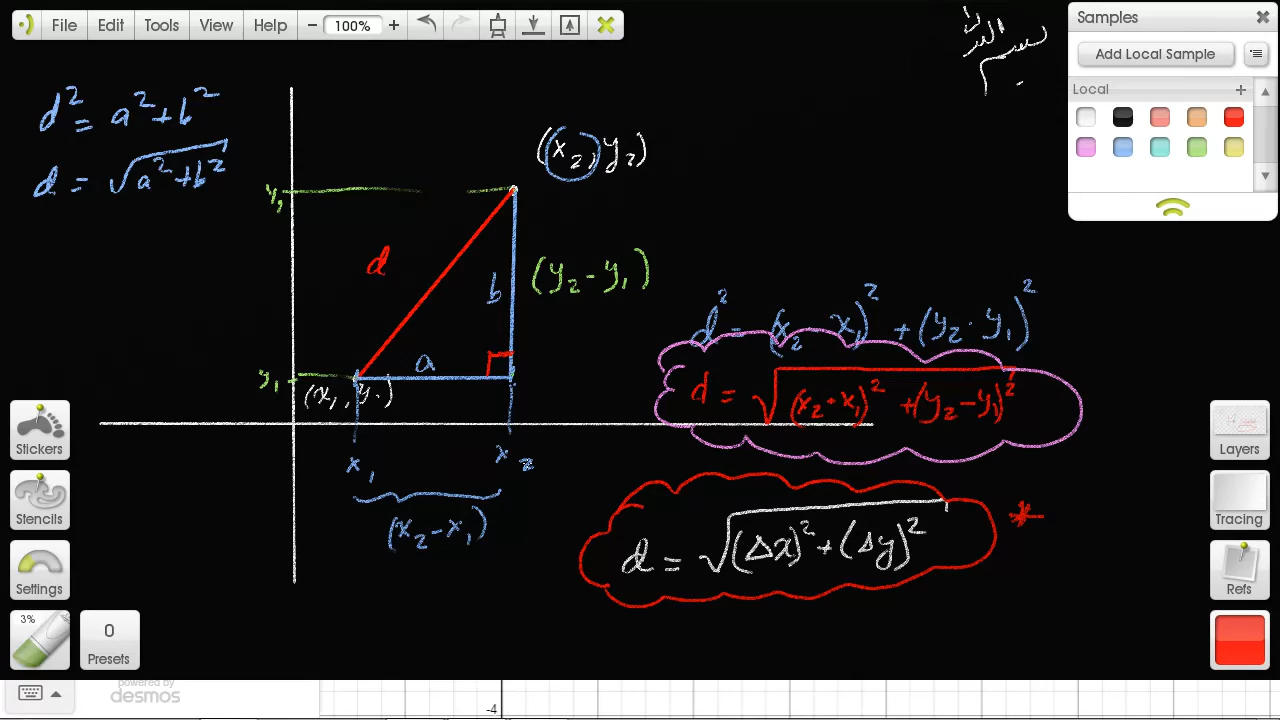 File Edit Tools View Help − 100% +
Samples
Add Local Sample
Local
بسم الله
d² = a² + b²
d = √a² + b²
(x₂, y₂)
y₂
d
b
(y₂ − y₁)
a
y₁
(x₁, y₁)
d² = (x₂ - x₁)² + (y₂ - y₁)²
d = √(x₂ - x₁)² + (y₂ − y₁)²
x₁
x₂
(x₂ − x₁)
d = √(Δx)² + (Δy)²
*
Stickers
Stencils
Settings
3%
0
Presets
Layers
Tracing
Refs
powered by
desmos
-4